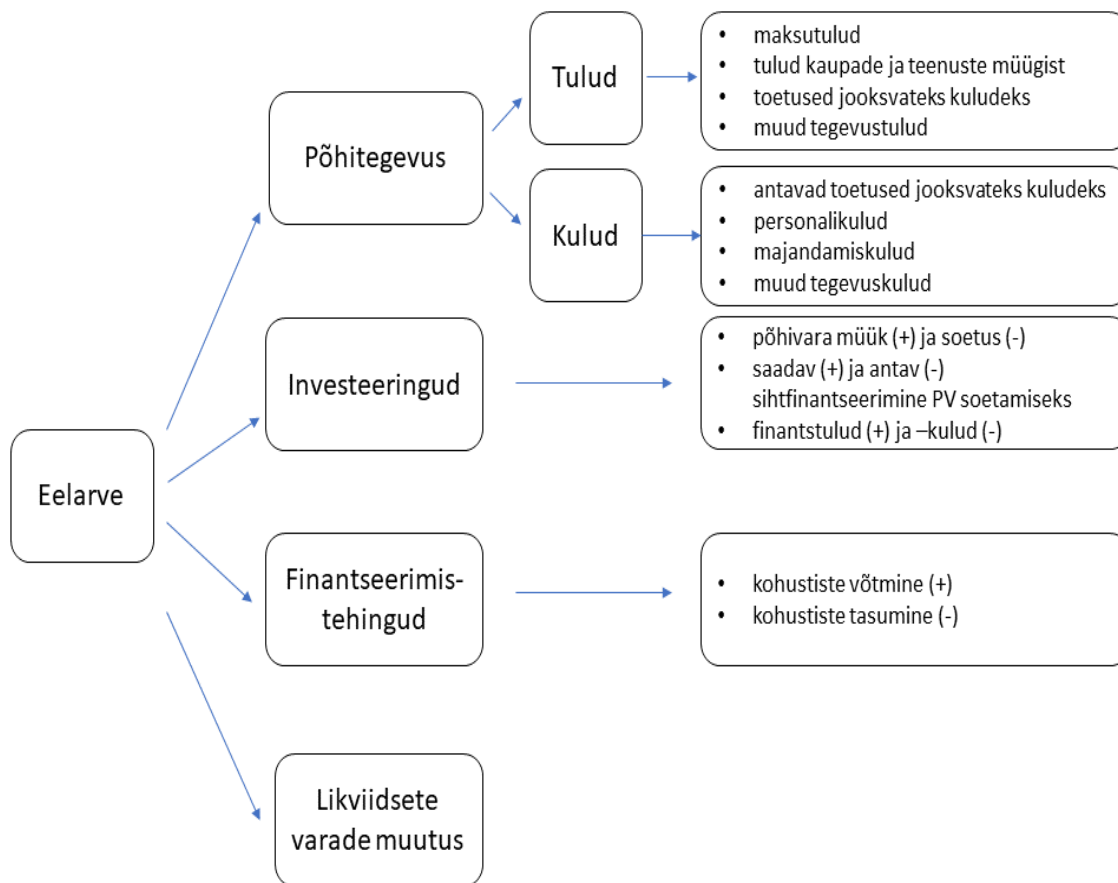 Eelarve
Põhitegevus
Tulud
• maksutulud
• tulud kaupade ja teenuste müügist
• toetused jooksvateks kuludeks
• muud tegevustulud
Kulud
• antavad toetused jooksvateks kuludeks
• personalikulud
• majandamiskulud
• muud tegevuskulud
Investeeringud
• põhivara müük (+) ja soetus (-)
• saadav (+) ja antav (-)
sihtfinantseerimine PV soetamiseks
• finantstulud (+) ja –kulud (-)
Finantseerimis-
tehingud
• kohustiste võtmine (+)
• kohustiste tasumine (-)
Likviidsete
varade muutus